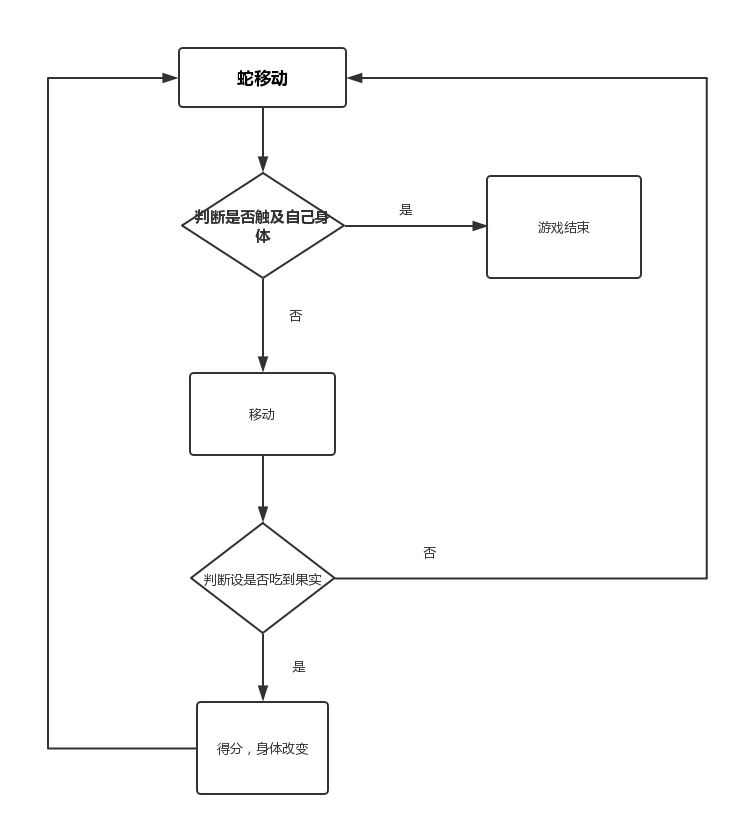 蛇移动
判断是否触及自己身
体
是
游戏结束
否
移动
否
判断设是否吃到果实
是
得分，身体改变